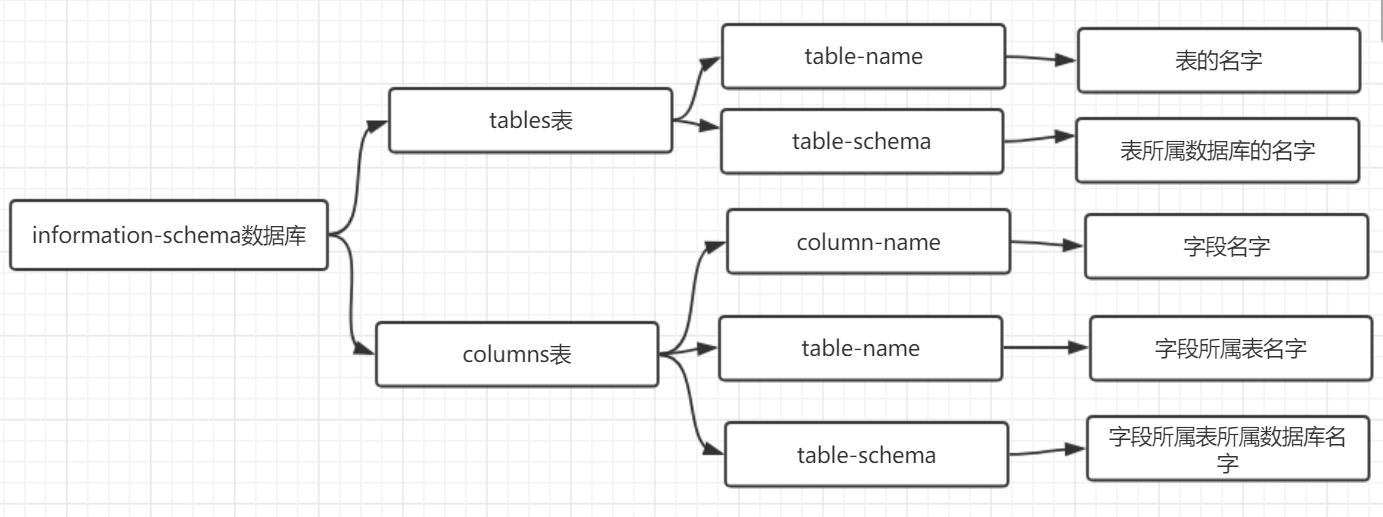 table-name
表的名字
tables表
table-schema
表所属数据库的名字
information-schema数据库
column-name
字段名字
columns表
table-name
字段所属表名字
table-schema
字段所属表所属数据库名
字